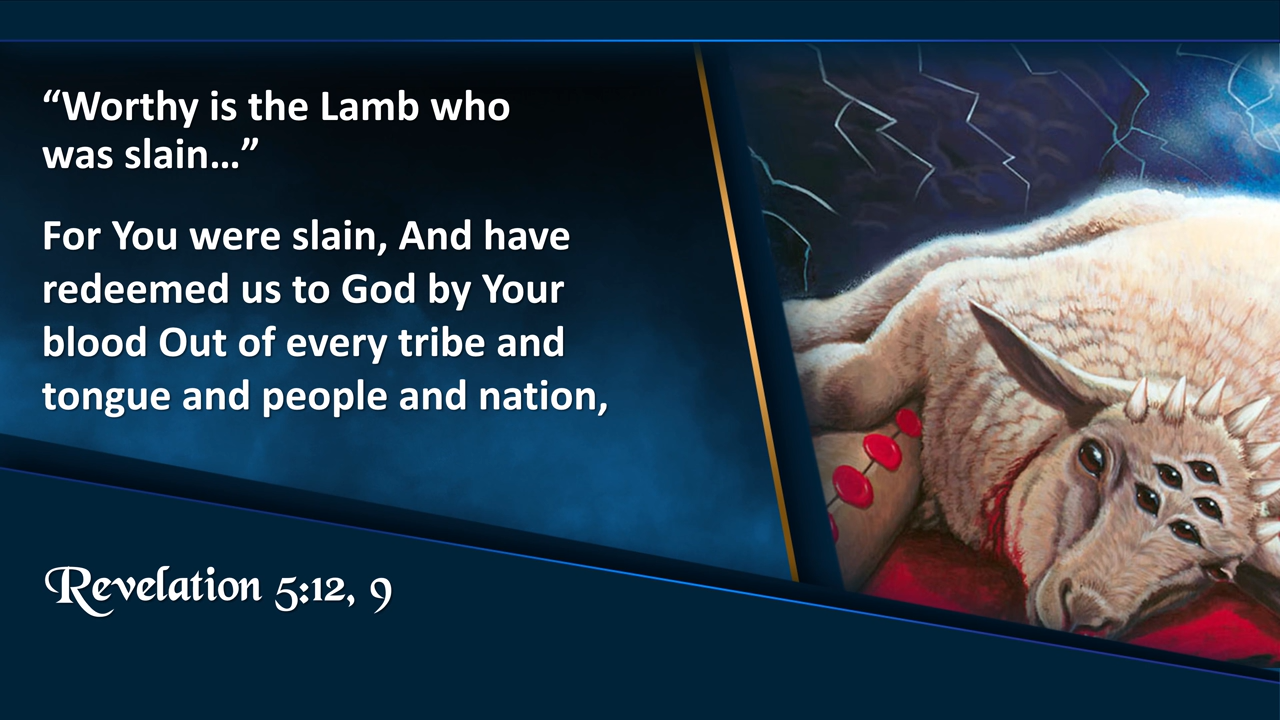 “Worthy is the Lamb who
was slain…”
For You were slain, And have
redeemed us to God by Your
blood Out of every tribe and
tongue and people and nation,
Revelation 5:12, 9